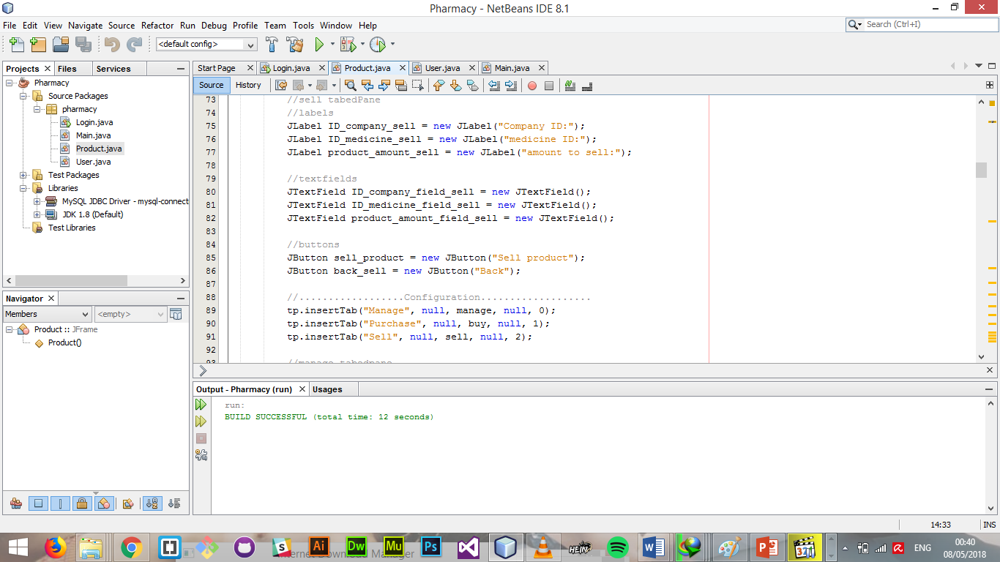 Pharmacy - NetBeans IDE 8.1
File Edit View Navigate Source Refactor Run Debug Profile Team Tools Window Help
Search (Ctrl+I)
<default config>
Projects Files Services
Pharmacy
Source Packages
pharmacy
Login.java
Main.java
Product.java
User.java
Test Packages
Libraries
MySQL JDBC Driver - mysql-connect
JDK 1.8 (Default)
Test Libraries
Navigator
Members <empty>
Product :: JFrame
Product()
Start Page Login.java Product.java User.java Main.java
Source History
73 //sell tabedPane
74 //labels
75 JLabel ID_company_sell = new JLabel("Company ID:");
76 JLabel ID_medicine_sell = new JLabel("medicine ID:");
77 JLabel product_amount_sell = new JLabel("amount to sell:");
78
79 //textfields
80 JTextField ID_company_field_sell = new JTextField();
81 JTextField ID_medicine_field_sell = new JTextField();
82 JTextField product_amount_field_sell = new JTextField();
83
84 //buttons
85 JButton sell_product = new JButton("Sell product");
86 JButton back_sell = new JButton("Back");
87
88 //..................Configuration...................
89 tp.insertTab("Manage", null, manage, null, 0);
90 tp.insertTab("Purchase", null, buy, null, 1);
91 tp.insertTab("Sell", null, sell, null, 2);
92
93 //manage tabedpane
Output - Pharmacy (run) Usages
run:
BUILD SUCCESSFUL (total time: 12 seconds)
14:33 INS
Internet Download Manager
Ai Dw Mu Ps
HEIM
321
ENG
00:40
08/05/2018